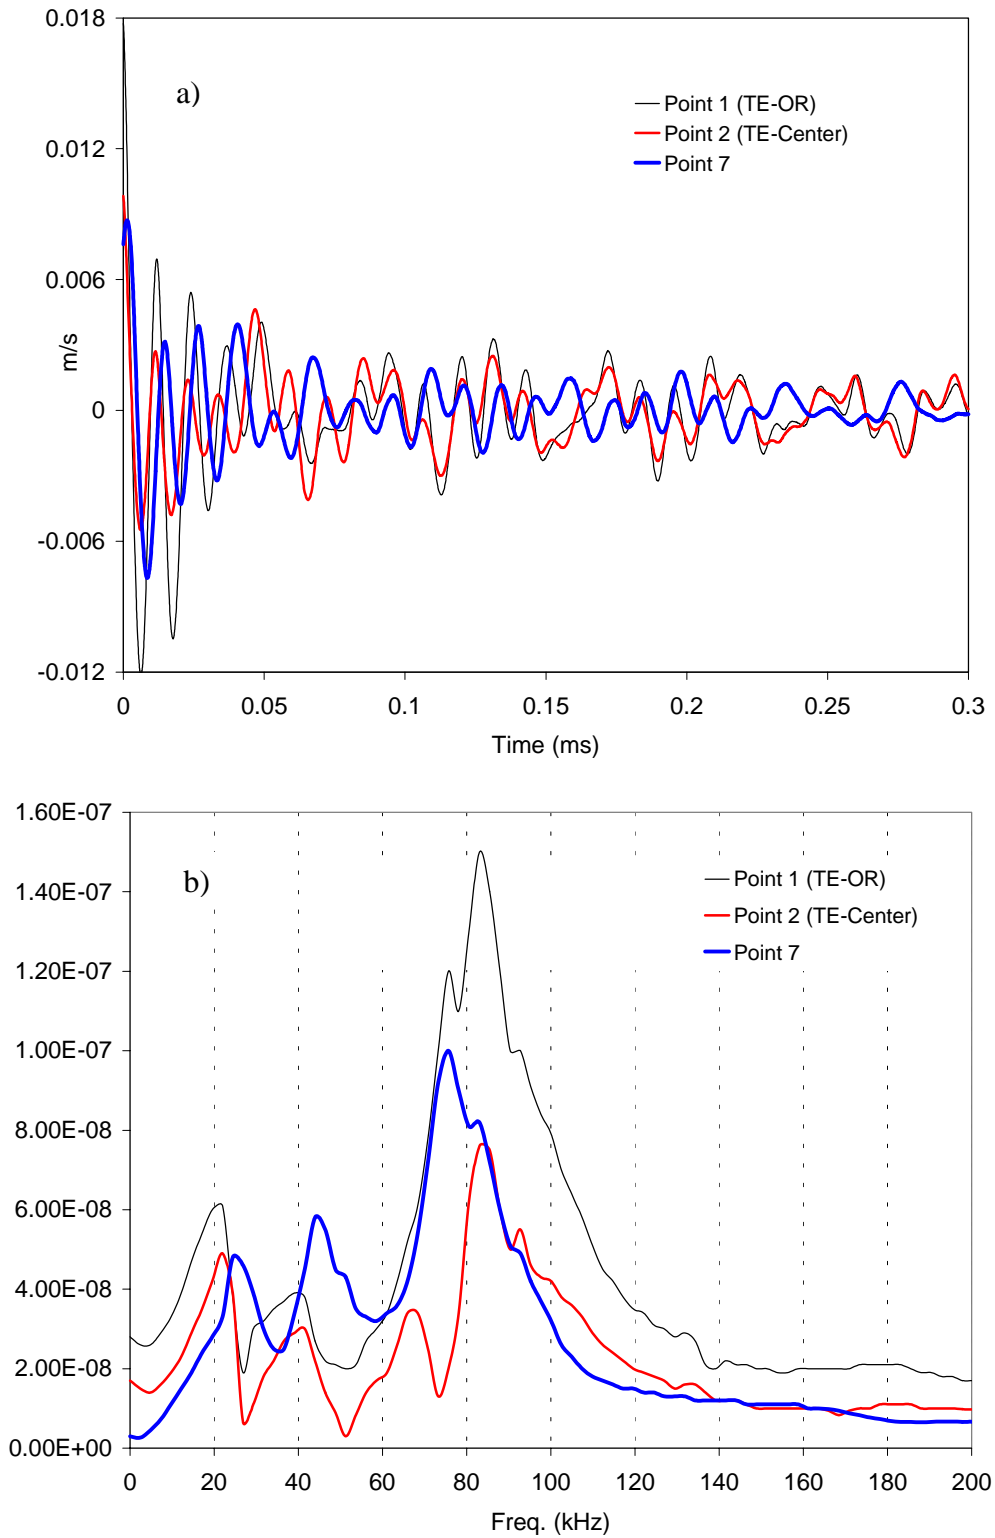 0.018
a)
Point 1 (TE-OR)
0.012
Point 2 (TE-Center)
Point 7
0.006
m/s
0
-0.006
-0.012
0 0.05 0.1 0.15 0.2 0.25 0.3
Time (ms)
1.60E-07
b)
Point 1 (TE-OR)
1.40E-07
Point 2 (TE-Center)
Point 7
1.20E-07
1.00E-07
8.00E-08
6.00E-08
4.00E-08
2.00E-08
0.00E+00
0 20 40 60 80 100 120 140 160 180 200
Freq. (kHz)